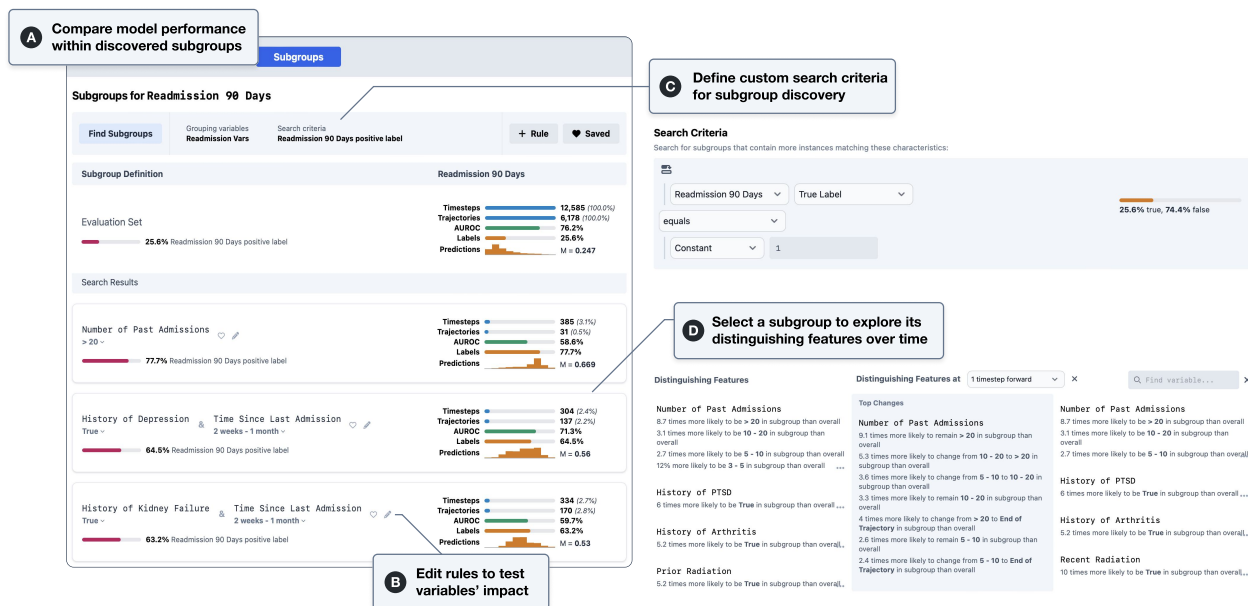 A
Compare model performance
within discovered subgroups
Subgroups
Subgroups for Readmission 90 Days
Find Subgroups
Grouping variables
Readmission Vars
Search criteria
Readmission 90 Days positive label
+ Rule
Saved
Subgroup Definition
Readmission 90 Days
Evaluation Set
25.6% Readmission 90 Days positive label
Timesteps 12,585 (100.0%)
Trajectories 6,178 (100.0%)
AUROC 76.2%
Labels 25.6%
Predictions M = 0.247
Search Results
Number of Past Admissions
> 20
77.7% Readmission 90 Days positive label
Timesteps 385 (3.1%)
Trajectories 31 (0.5%)
AUROC 58.6%
Labels 77.7%
Predictions M = 0.669
History of Depression & Time Since Last Admission
True 2 weeks - 1 month
64.5% Readmission 90 Days positive label
Timesteps 304 (2.4%)
Trajectories 137 (2.2%)
AUROC 71.3%
Labels 64.5%
Predictions M = 0.56
History of Kidney Failure & Time Since Last Admission
True 2 weeks - 1 month
63.2% Readmission 90 Days positive label
Timesteps 334 (2.7%)
Trajectories 170 (2.8%)
AUROC 59.7%
Labels 63.2%
Predictions M = 0.53
B
Edit rules to test
variables' impact
C
Define custom search criteria
for subgroup discovery
Search Criteria
Search for subgroups that contain more instances matching these characteristics:
Readmission 90 Days True Label
equals
Constant 1
25.6% true, 74.4% false
D
Select a subgroup to explore its
distinguishing features over time
Distinguishing Features
Number of Past Admissions
8.7 times more likely to be > 20 in subgroup than overall
3.1 times more likely to be 10 - 20 in subgroup than
overall
2.7 times more likely to be 5 - 10 in subgroup than overall
12% more likely to be 3 - 5 in subgroup than overall ...
History of PTSD
6 times more likely to be True in subgroup than overall...
History of Arthritis
5.2 times more likely to be True in subgroup than overall...
Prior Radiation
5.2 times more likely to be True in subgroup than overall...
Distinguishing Features at 1 timestep forward ×
Top Changes
Number of Past Admissions
9.1 times more likely to remain > 20 in subgroup than
overall
5.3 times more likely to change from 10 - 20 to > 20 in
subgroup than overall
3.6 times more likely to change from 5 - 10 to 10 - 20 in
subgroup than overall
3.3 times more likely to remain 10 - 20 in subgroup than
overall
4 times more likely to change from > 20 to End of
Trajectory in subgroup than overall
2.6 times more likely to remain 5 - 10 in subgroup than
overall
2.4 times more likely to change from 5 - 10 to End of
Trajectory in subgroup than overall
Find variable...
Number of Past Admissions
8.7 times more likely to be > 20 in subgroup than overall
3.1 times more likely to be 10 - 20 in subgroup than
overall
2.7 times more likely to be 5 - 10 in subgroup than overall...
History of PTSD
6 times more likely to be True in subgroup than overall...
History of Arthritis
5.2 times more likely to be True in subgroup than overall...
Recent Radiation
10 times more likely to be True in subgroup than overall...